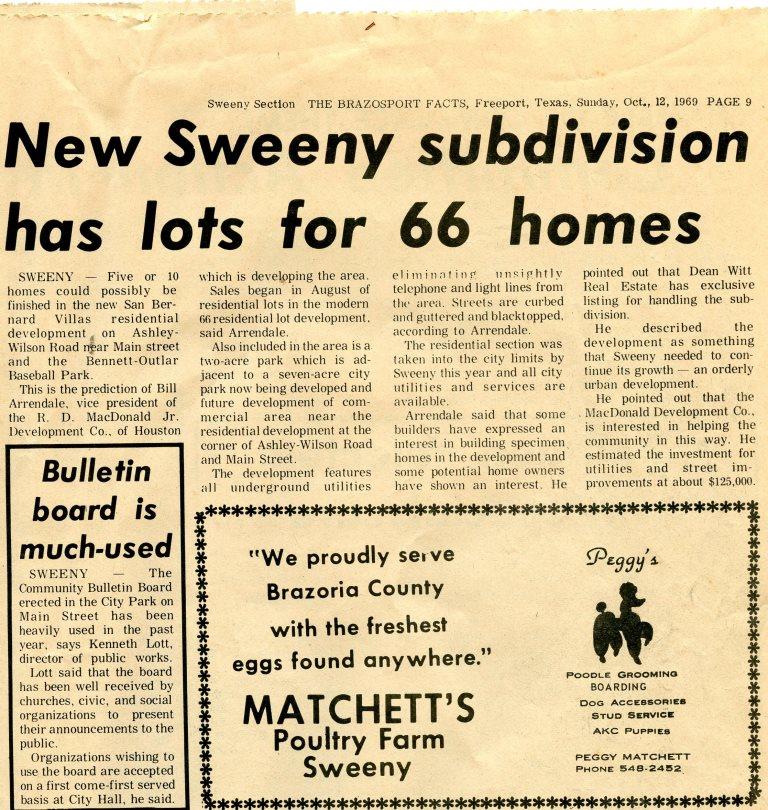 Sweeny Section THE BRAZOSPORT FACTS, Freeport, Texas, Sunday, Oct., 12, 1969 PAGE 9
New Sweeny subdivision
has lots for 66 homes
SWEENY — Five or 10
homes could possibly be
finished in the new San Ber-
nard Villas residential
development on Ashley-
Wilson Road near Main street
and the Bennett-Outlar
Baseball Park.
This is the prediction of Bill
Arrendale, vice president of
the R. D. MacDonald Jr.
Development Co., of Houston
which is developing the area.
Sales began in August of
residential lots in the modern
66 residential lot development,
said Arrendale.
Also included in the area is a
two-acre park which is ad-
jacent to a seven-acre city
park now being developed and
future development of com-
mercial area near the
residential development at the
corner of Ashley-Wilson Road
and Main Street.
The development features
all underground utilities
eliminating unsightly
telephone and light lines from
the area. Streets are curbed
and guttered and blacktopped,
according to Arrendale.
The residential section was
taken into the city limits by
Sweeny this year and all city
utilities and services are
available.
Arrendale said that some
builders have expressed an
interest in building specimen
homes in the development and
some potential home owners
have shown an interest. He
pointed out that Dean Witt
Real Estate has exclusive
listing for handling the sub-
division.
He described the
development as something
that Sweeny needed to con-
tinue its growth — an orderly
urban development.
He pointed out that the
MacDonald Development Co.,
is interested in helping the
community in this way. He
estimated the investment for
utilities and street im-
provements at about $125,000.
Bulletin
board is
much-used
SWEENY — The
Community Bulletin Board
erected in the City Park on
Main Street has been
heavily used in the past
year, says Kenneth Lott,
director of public works.
Lott said that the board
has been well received by
churches, civic, and social
organizations to present
their announcements to the
public.
Organizations wishing to
use the board are accepted
on a first come-first served
basis at City Hall, he said.
"We proudly serve
Brazoria County
with the freshest
eggs found anywhere."
MATCHETT'S
Poultry Farm
Sweeny
Peggy's
POODLE GROOMING
BOARDING
DOG ACCESSORIES
STUD SERVICE
AKC PUPPIES
PEGGY MATCHETT
PHONE 548-2452